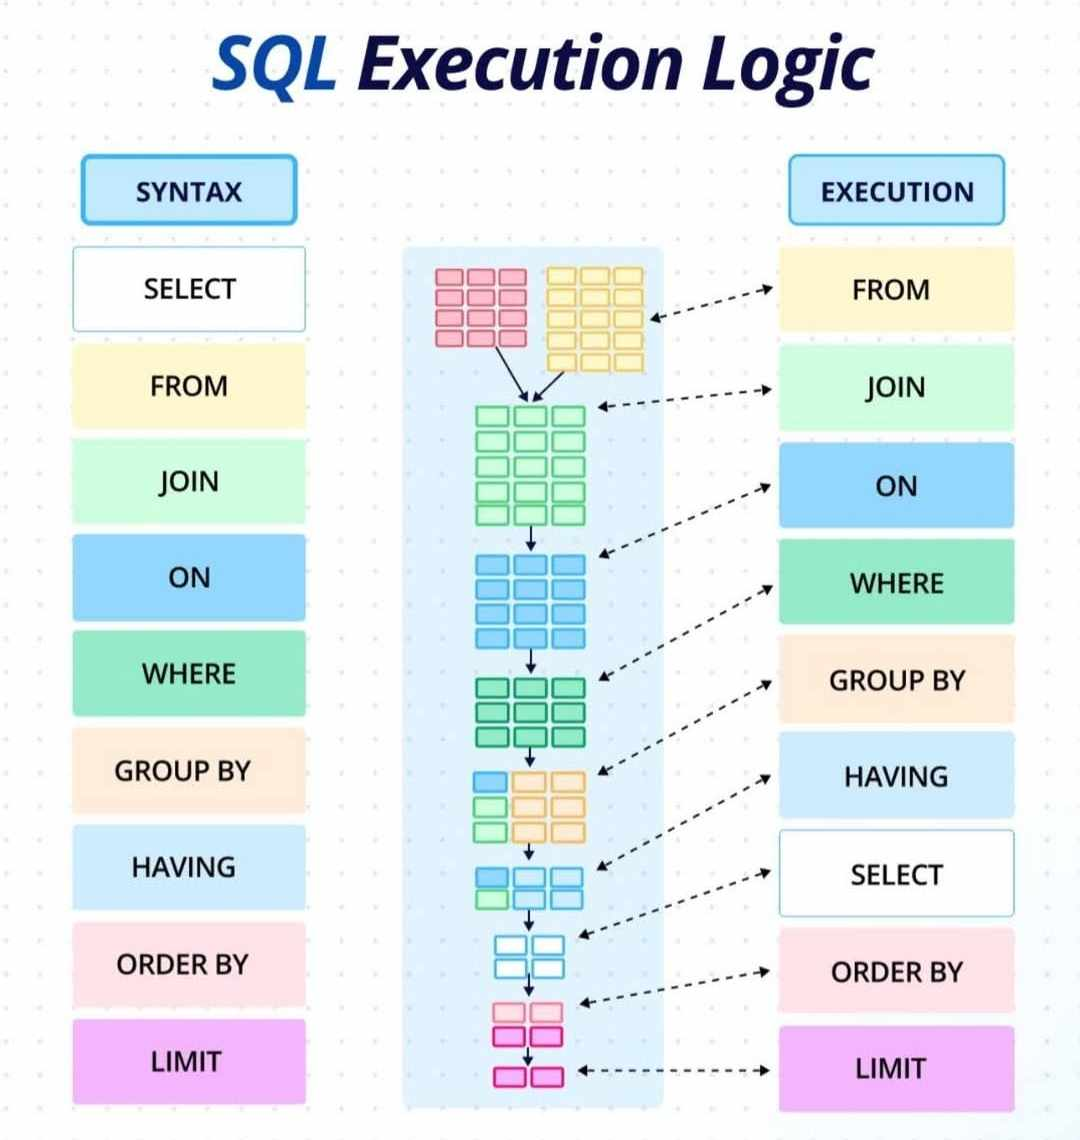 SQL Execution Logic
SYNTAX
SELECT
FROM
JOIN
ON
WHERE
GROUP BY
HAVING
ORDER BY
LIMIT
EXECUTION
FROM
JOIN
ON
WHERE
GROUP BY
HAVING
SELECT
ORDER BY
LIMIT